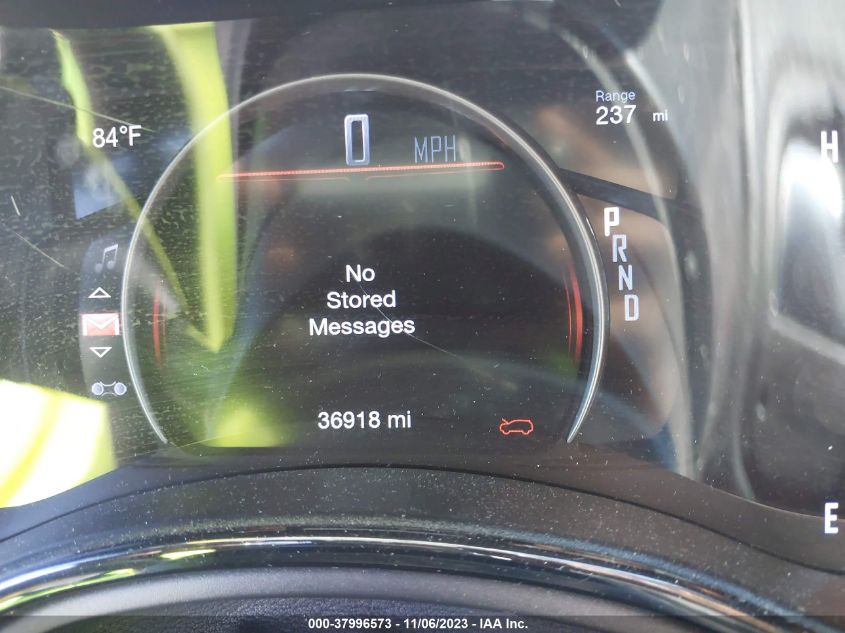 84°F
0 MPH
Range
237 mi
H
P
R
N
D
No
Stored
Messages
36918 mi
E
000-37996573 - 11/06/2023 - IAA Inc.